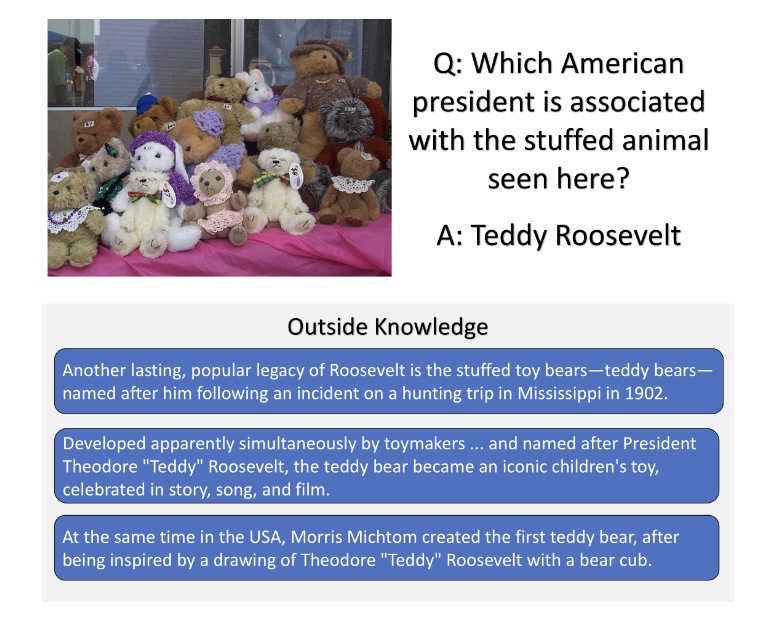 Q: Which American
president is associated
with the stuffed animal
seen here?
A: Teddy Roosevelt
Outside Knowledge
Another lasting, popular legacy of Roosevelt is the stuffed toy bears—teddy bears—
named after him following an incident on a hunting trip in Mississippi in 1902.
Developed apparently simultaneously by toymakers ... and named after President
Theodore "Teddy" Roosevelt, the teddy bear became an iconic children's toy,
celebrated in story, song, and film.
At the same time in the USA, Morris Michtom created the first teddy bear, after
being inspired by a drawing of Theodore "Teddy" Roosevelt with a bear cub.